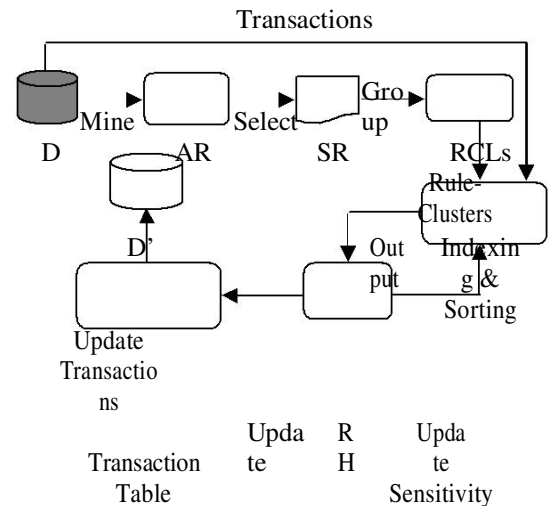 Transactions
Mine
Select
Gro
up
D
AR
SR
RCLs
Rule-
Clusters
D’
Out
put
Indexin
g &
Sorting
Update
Transactio
ns
Upda
te
R
H
Upda
te
Transaction
Table
Sensitivity